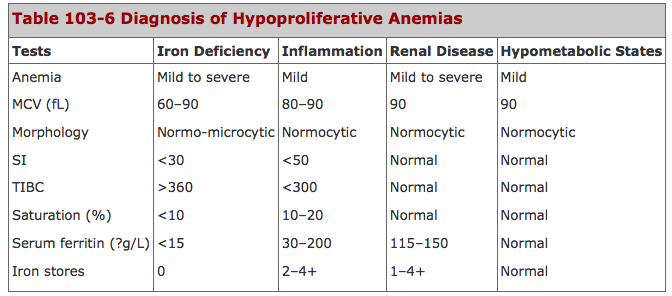 Table 103-6 Diagnosis of Hypoproliferative Anemias
Tests Iron Deficiency Inflammation Renal Disease Hypometabolic States
Anemia Mild to severe Mild Mild to severe Mild
MCV (fL) 60–90 80–90 90 90
Morphology Normo-microcytic Normocytic Normocytic Normocytic
SI <30 <50 Normal Normal
TIBC >360 <300 Normal Normal
Saturation (%) <10 10–20 Normal Normal
Serum ferritin (?g/L) <15 30–200 115–150 Normal
Iron stores 0 2–4+ 1–4+ Normal